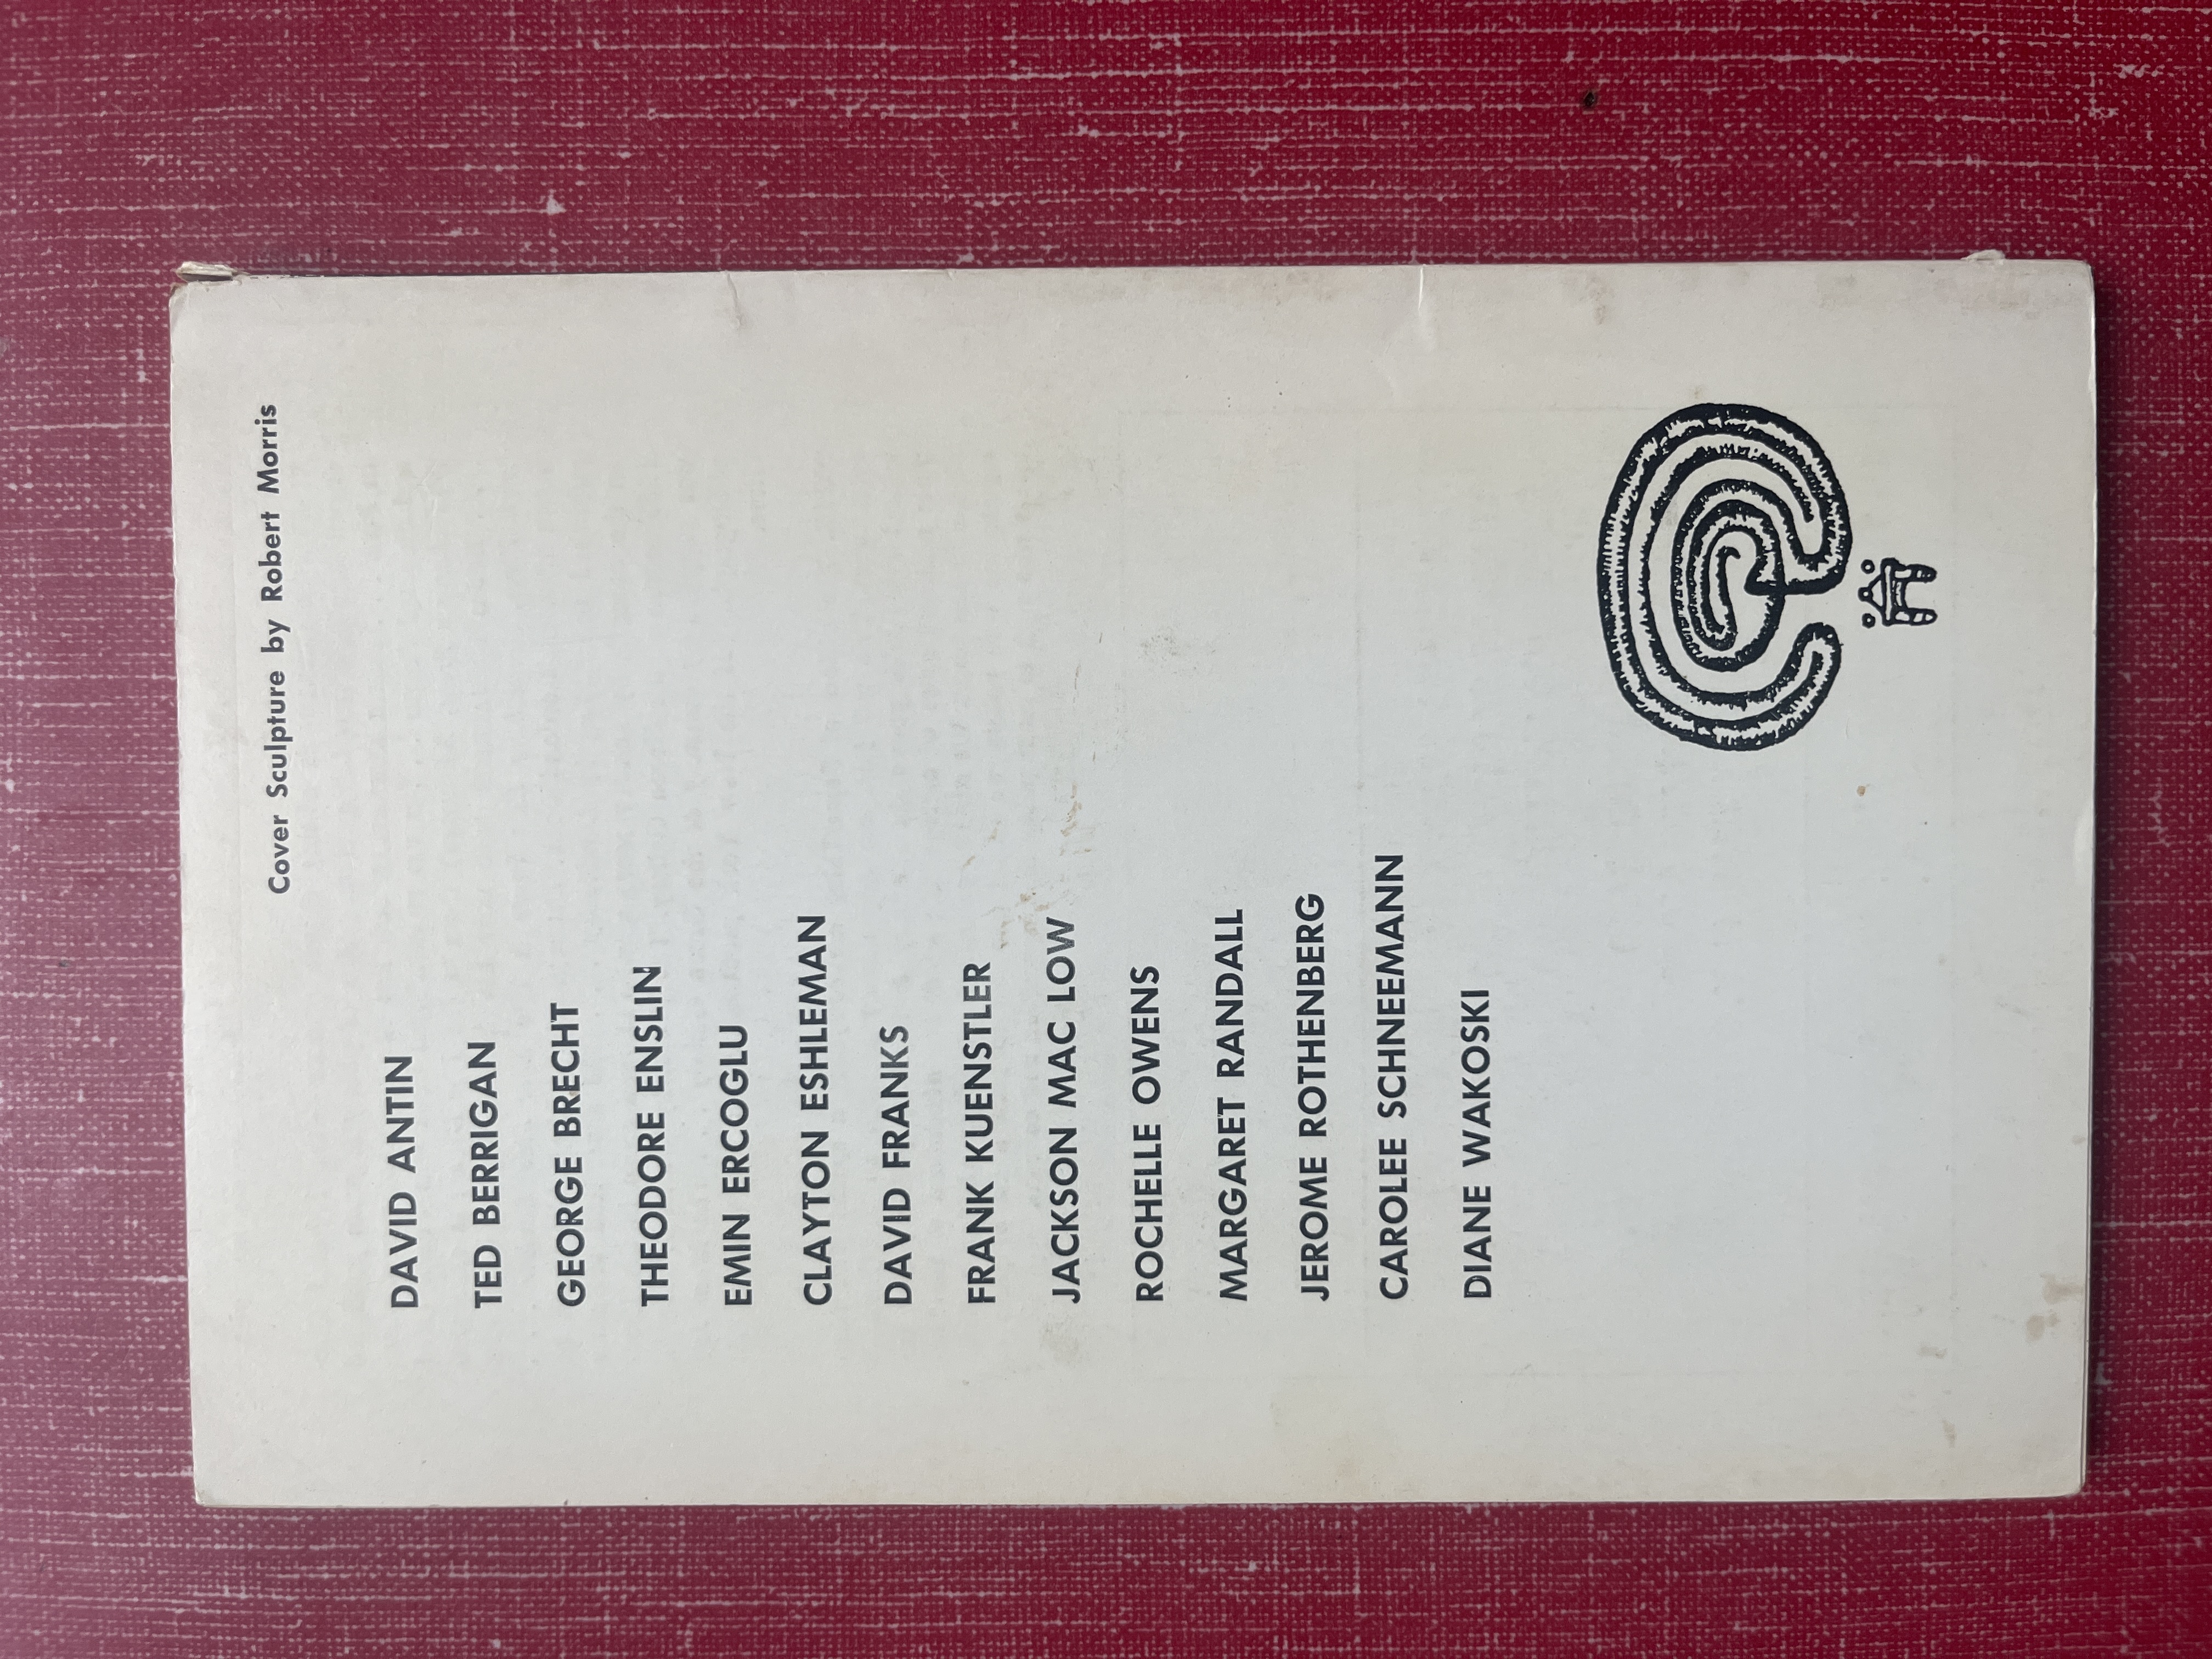 Cover Sculpture by Robert Morris
DAVID ANTIN
TED BERRIGAN
GEORGE BRECHT
THEODORE ENSLIN
EMIN ERCOGLU
CLAYTON ESHLEMAN
DAVID FRANKS
FRANK KUENSTLER
JACKSON MAC LOW
ROCHELLE OWENS
MARGARET RANDALL
JEROME ROTHENBERG
CAROLEE SCHNEEMANN
DIANE WAKOSKI